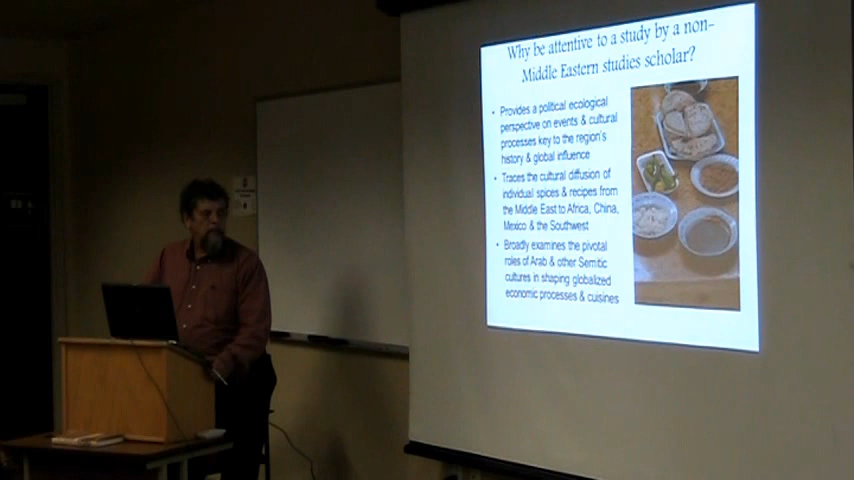 Why be attentive to a study by a non-
Middle Eastern studies scholar?
• Provides a political ecological
perspective on events & cultural
processes key to the region's
history & global influence
• Traces the cultural diffusion of
individual spices & recipes from
the Middle East to Africa, China,
Mexico & the Southwest
• Broadly examines the pivotal
roles of Arab & other Semitic
cultures in shaping globalized
economic processes & cuisines